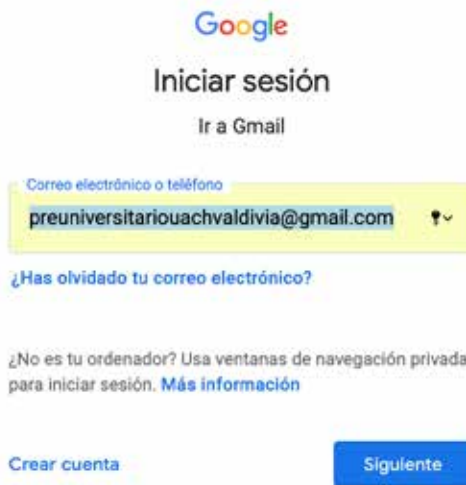 Google
Iniciar sesión
Ir a Gmail
Correo electrónico o teléfono
preuniversitariouachvaldivia@gmail.com
¿Has olvidado tu correo electrónico?
¿No es tu ordenador? Usa ventanas de navegación privada
para iniciar sesión. Más información
Crear cuenta Siguiente